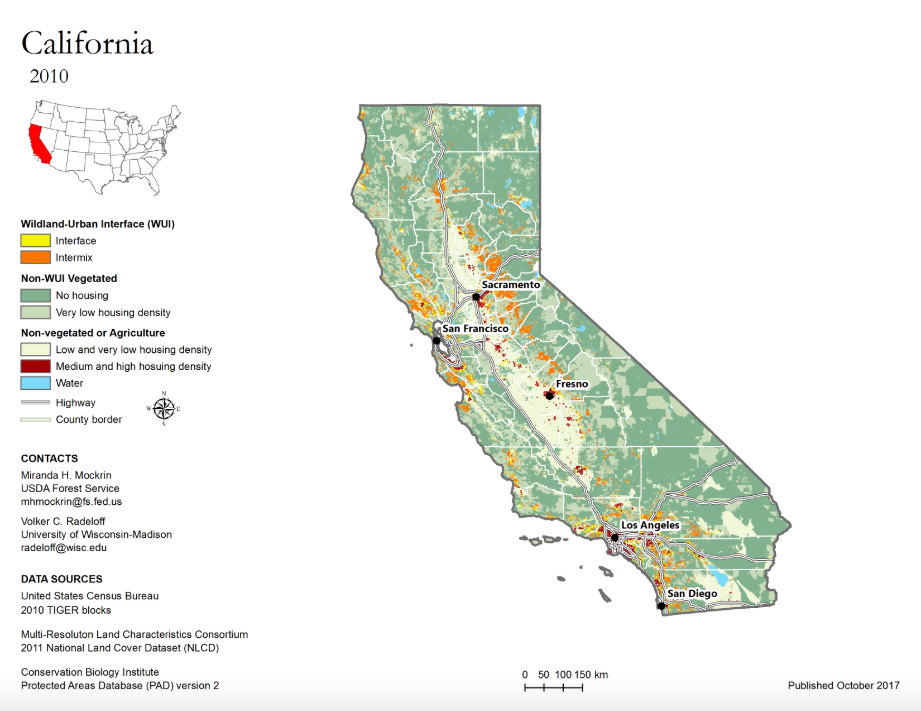 California
2010
Wildland-Urban Interface (WUI)
Interface
Intermix
Non-WUI Vegetated
No housing
Very low housing density
Non-vegetated or Agriculture
Low and very low housing density
Medium and high housing density
Water
Highway
County border
N
W
E
S
CONTACTS
Miranda H. Mockrin
USDA Forest Service
mhmockrin@fs.fed.us
Volker C. Radeloff
University of Wisconsin-Madison
radeloff@wisc.edu
DATA SOURCES
United States Census Bureau
2010 TIGER blocks
Multi-Resoluton Land Characteristics Consortium
2011 National Land Cover Dataset (NLCD)
Conservation Biology Institute
Protected Areas Database (PAD) version 2
Sacramento
San Francisco
Fresno
Los Angeles
San Diego
0 50 100 150 km
Published October 2017